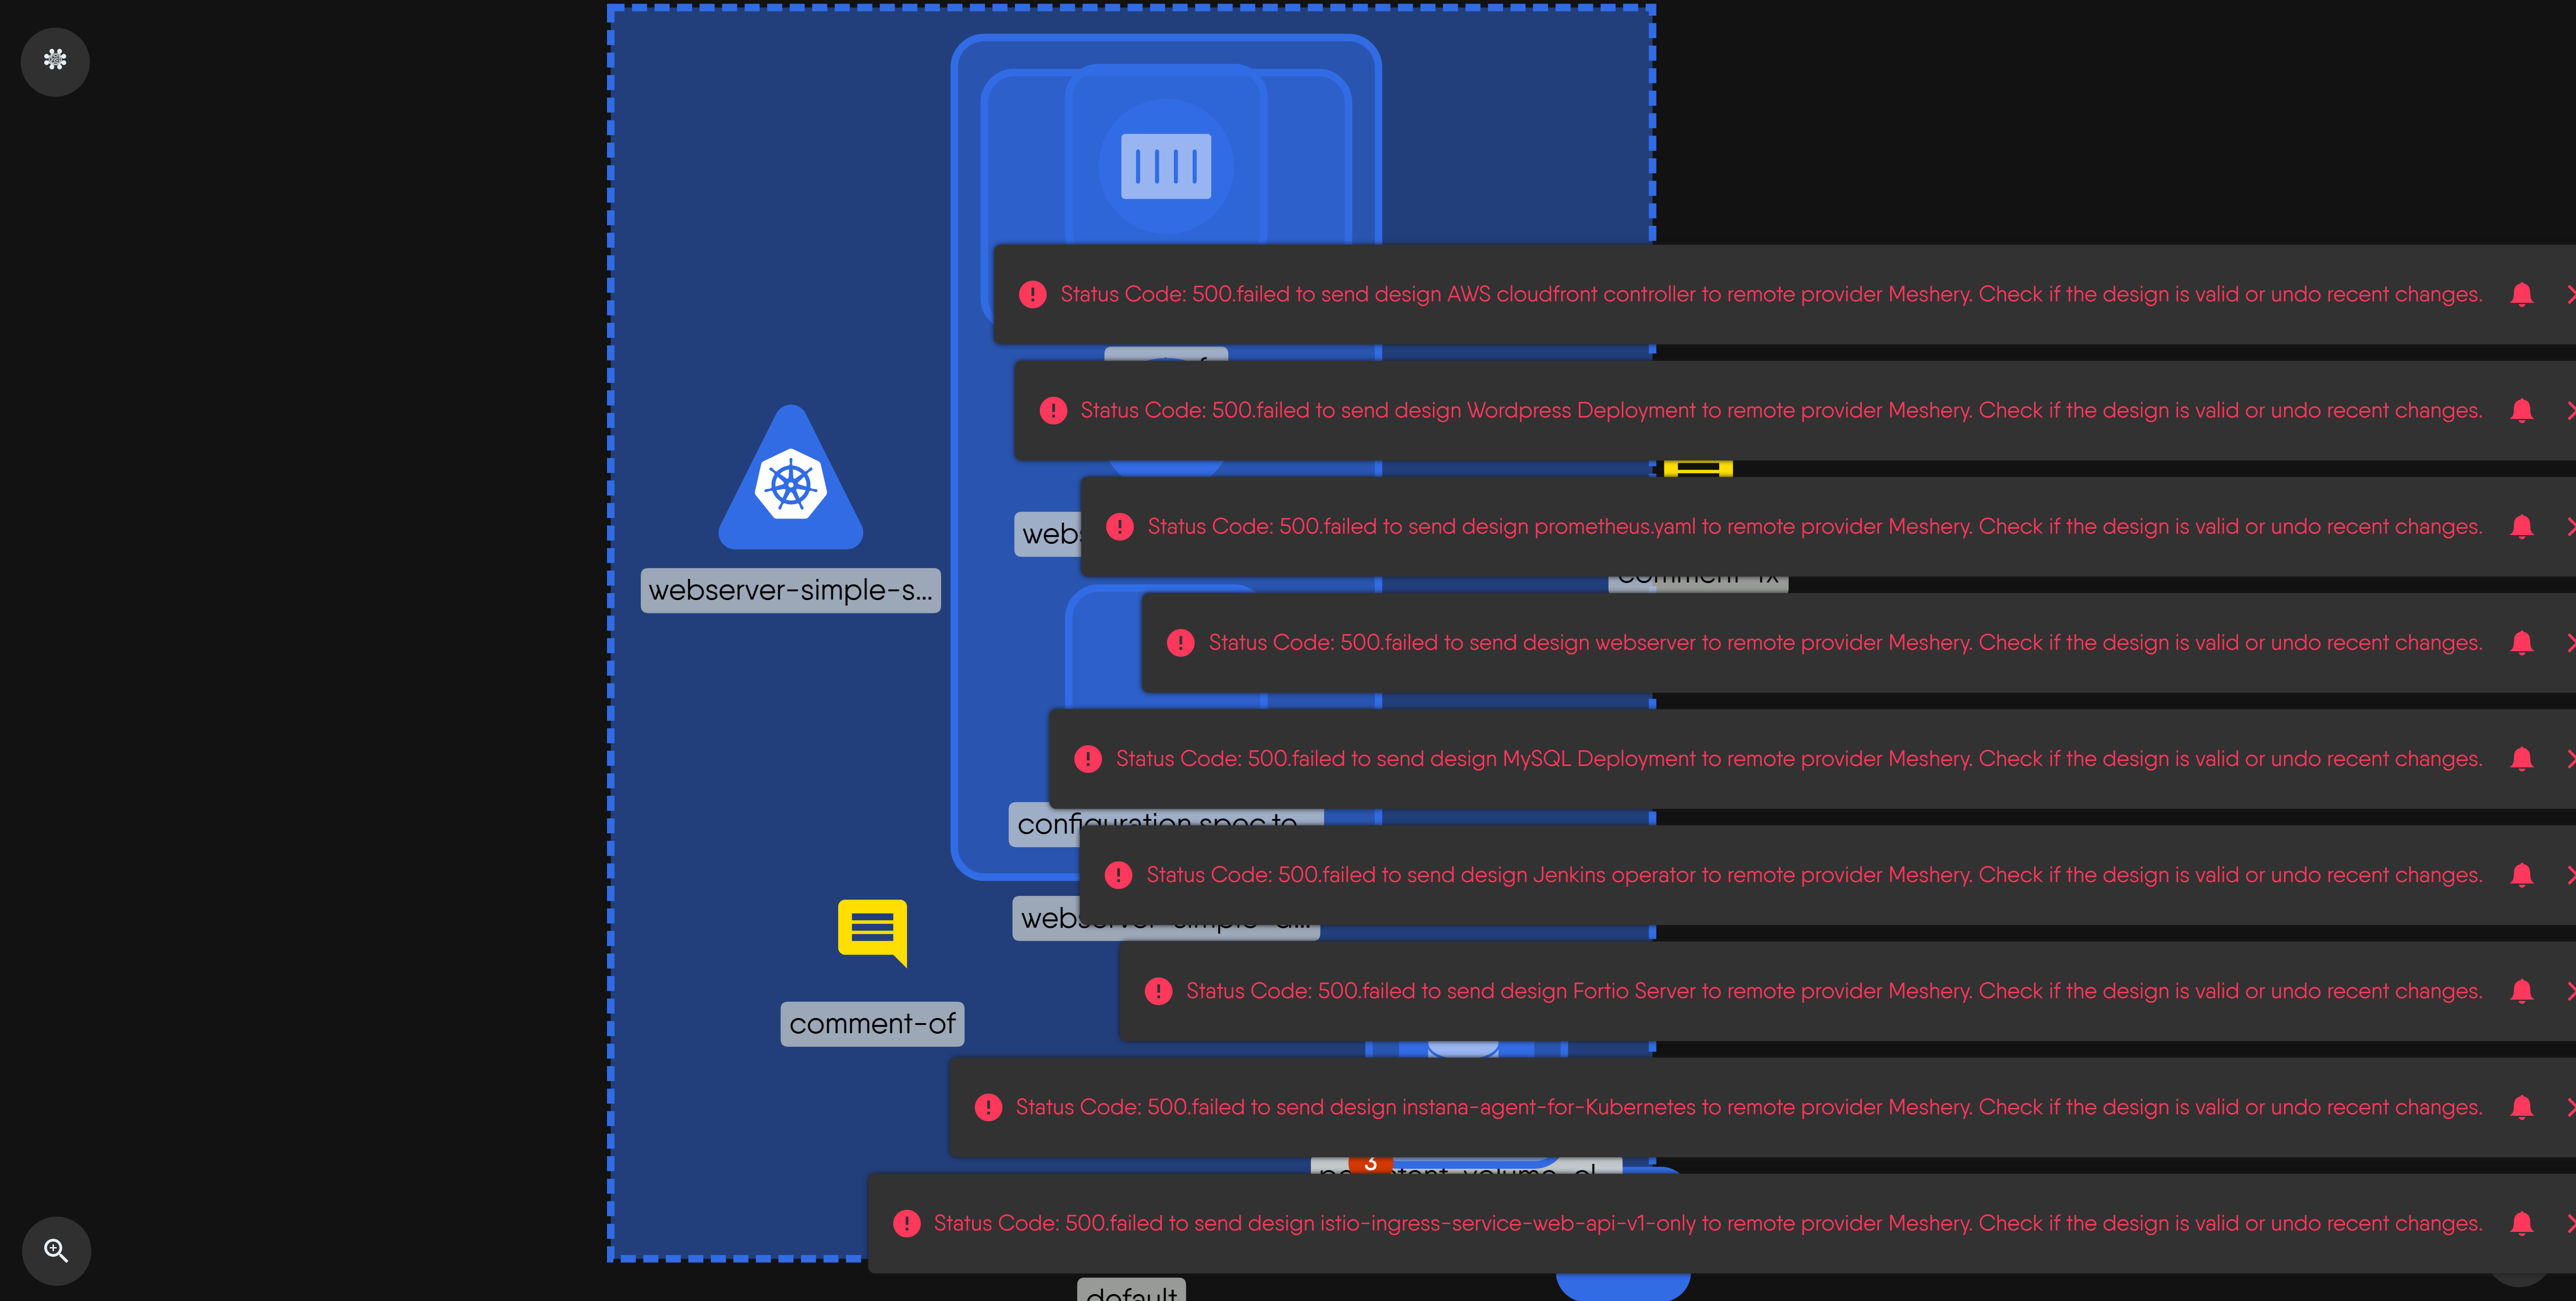 Status Code: 500.failed to send design AWS cloudfront controller to remote provider Meshery. Check if the design is valid or undo recent changes.
Status Code: 500.failed to send design Wordpress Deployment to remote provider Meshery. Check if the design is valid or undo recent changes.
webs
Status Code: 500.failed to send design prometheus.yaml to remote provider Meshery. Check if the design is valid or undo recent changes.
webserver-simple-s...
Status Code: 500.failed to send design webserver to remote provider Meshery. Check if the design is valid or undo recent changes.
Status Code: 500.failed to send design MySQL Deployment to remote provider Meshery. Check if the design is valid or undo recent changes.
configuration.spec.te...
Status Code: 500.failed to send design Jenkins operator to remote provider Meshery. Check if the design is valid or undo recent changes.
webserver-simple-d...
Status Code: 500.failed to send design Fortio Server to remote provider Meshery. Check if the design is valid or undo recent changes.
comment-of
Status Code: 500.failed to send design instana-agent-for-Kubernetes to remote provider Meshery. Check if the design is valid or undo recent changes.
3
Status Code: 500.failed to send design istio-ingress-service-web-api-v1-only to remote provider Meshery. Check if the design is valid or undo recent changes.
default